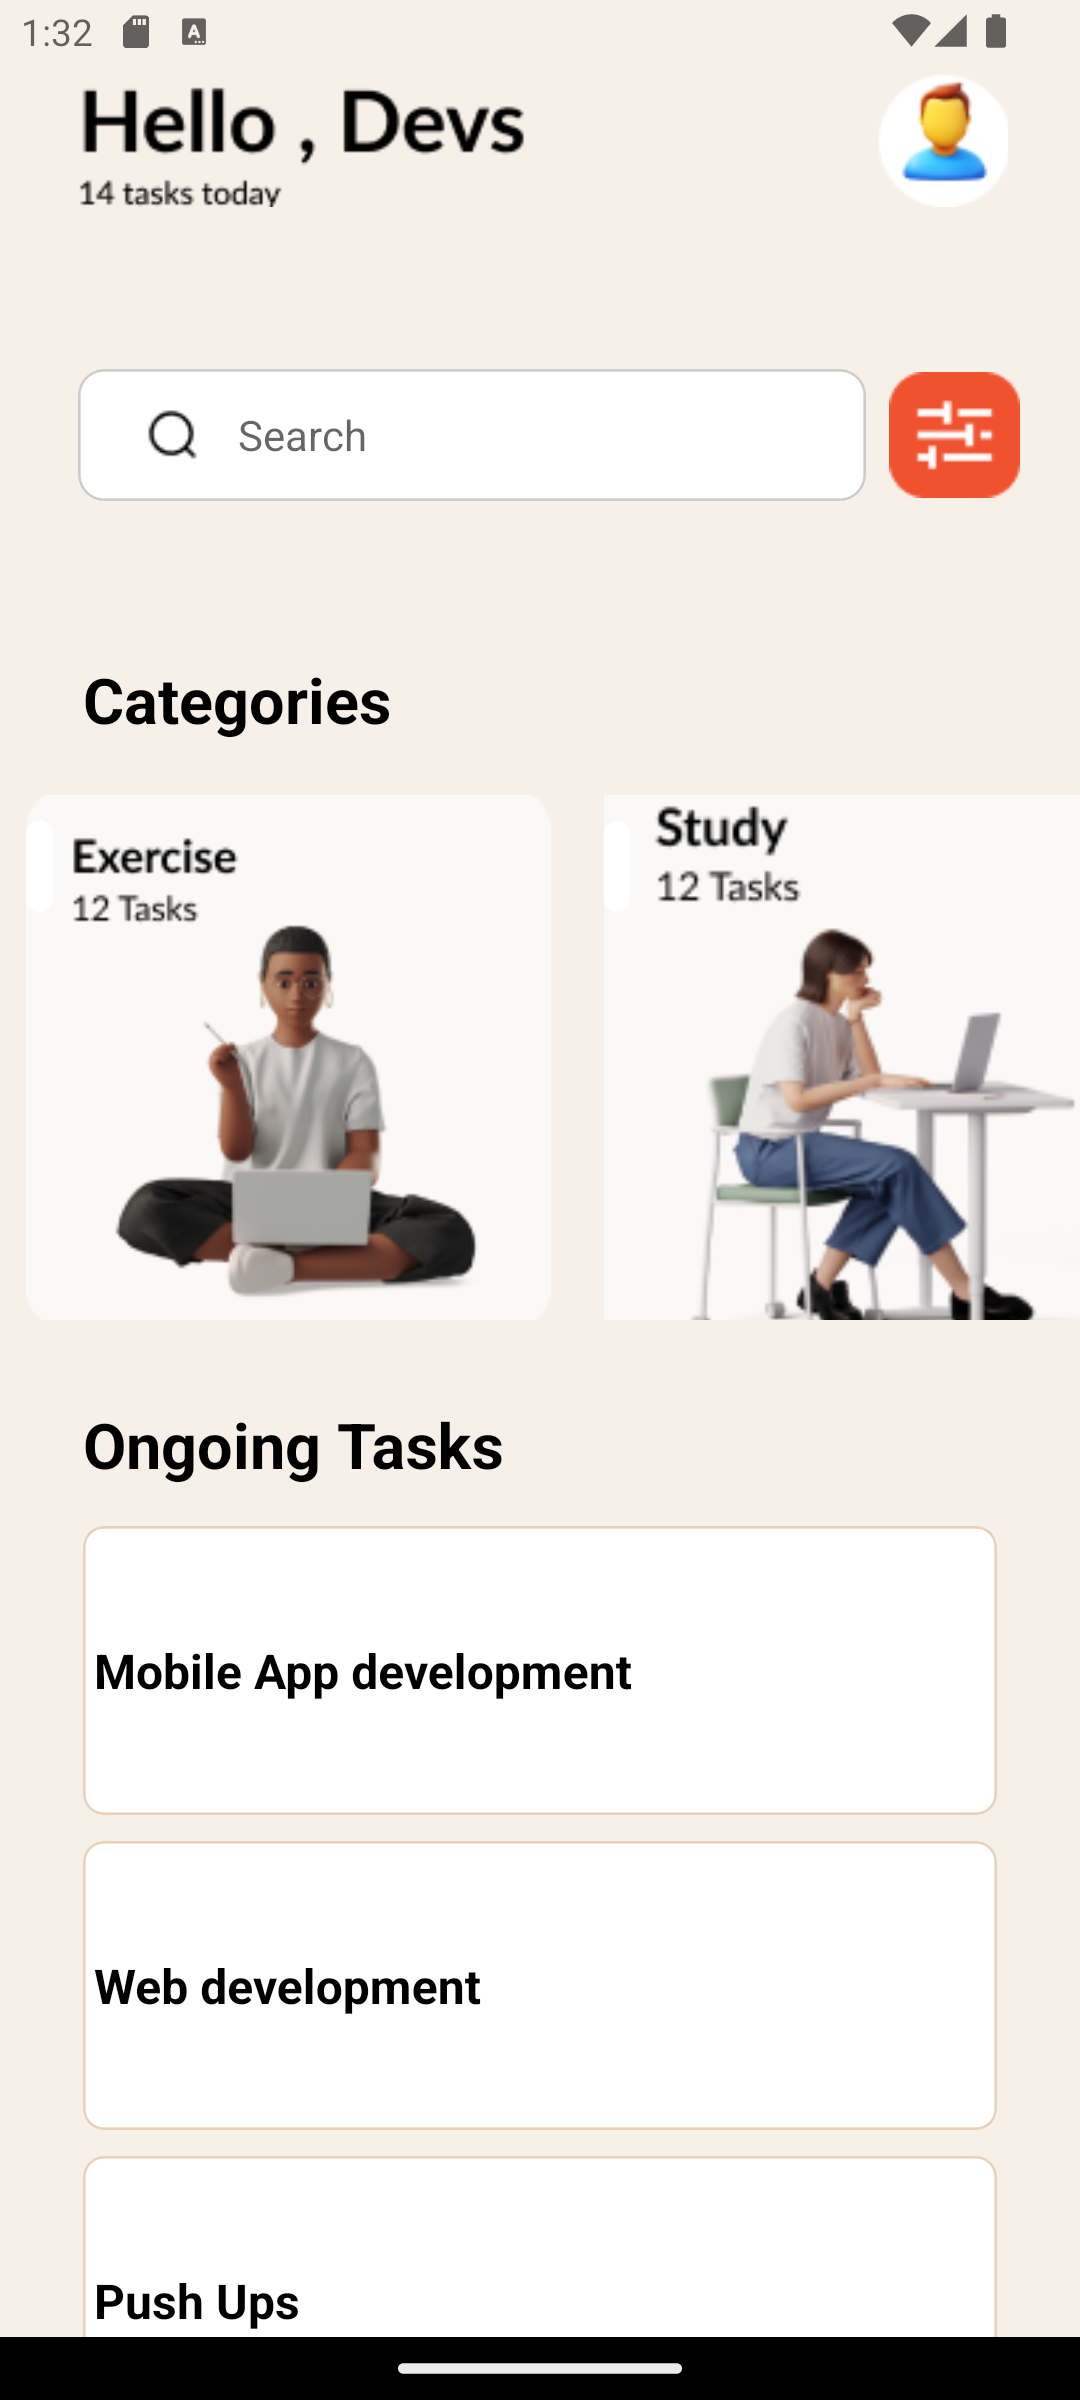 1:32
Hello , Devs
14 tasks today
Search
Categories
Exercise
12 Tasks
Study
12 Tasks
Ongoing Tasks
Mobile App development
Web development
Push Ups